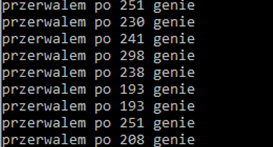 przerwalem po 251 genie
przerwalem po 230 genie
przerwalem po 241 genie
przerwalem po 298 genie
przerwalem po 238 genie
przerwalem po 193 genie
przerwalem po 193 genie
przerwalem po 251 genie
przerwalem po 208 genie